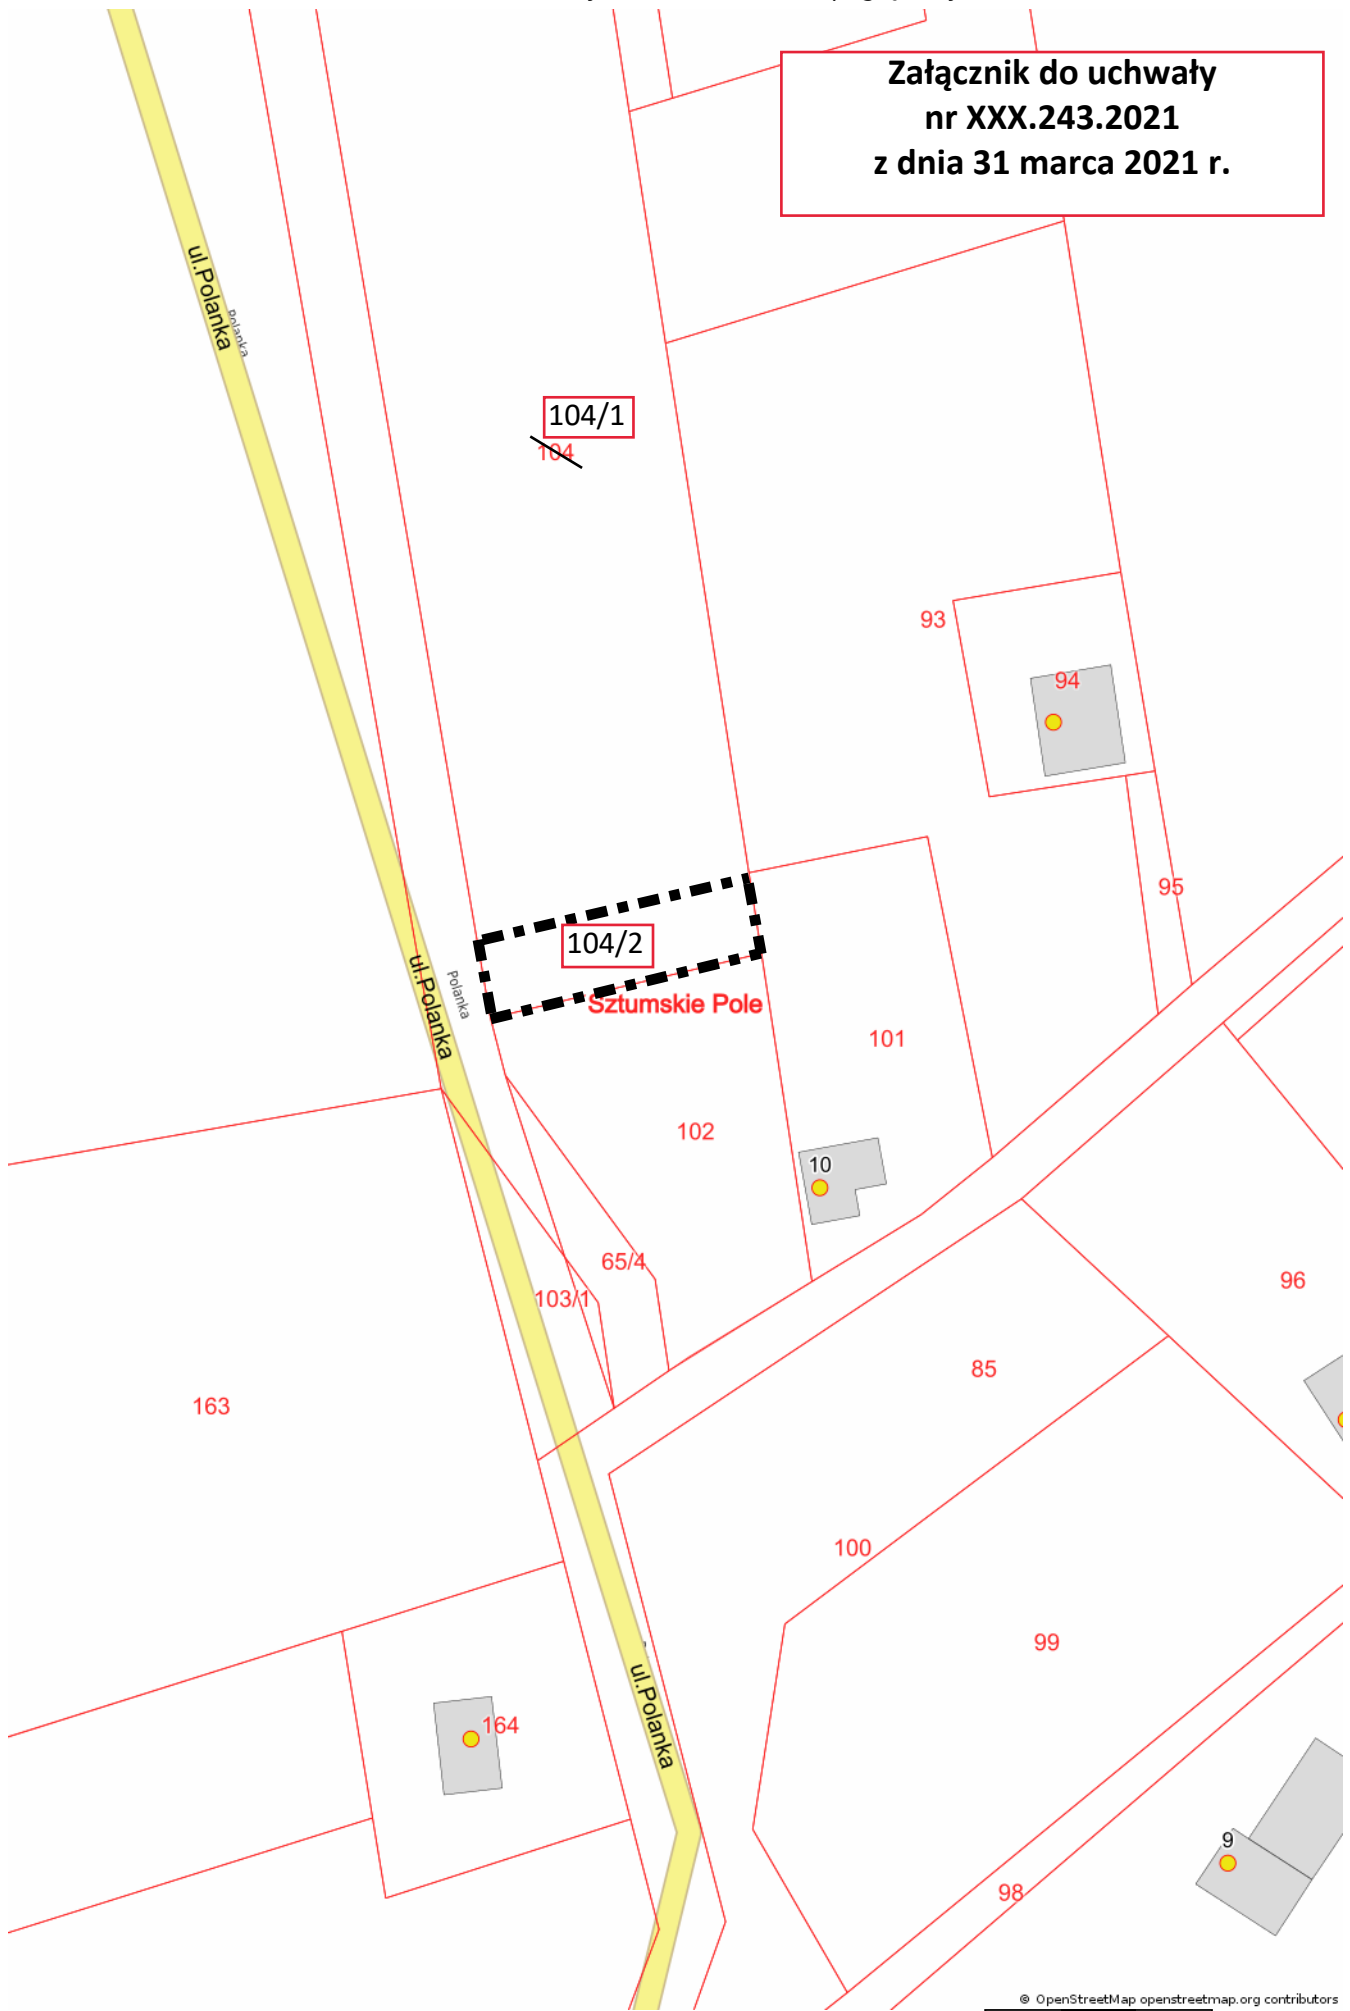 Załącznik do uchwały
nr XXX.243.2021
z dnia 31 marca 2021 r.
ul.Polanka
Polanka
104/1
104
93
94
95
104/2
Sztumskie Pole
ul.Polanka
Polanka
101
102
10
65/4
103/1
96
85
163
100
99
164
ul.Polanka
9
98
© OpenStreetMap openstreetmap.org contributors